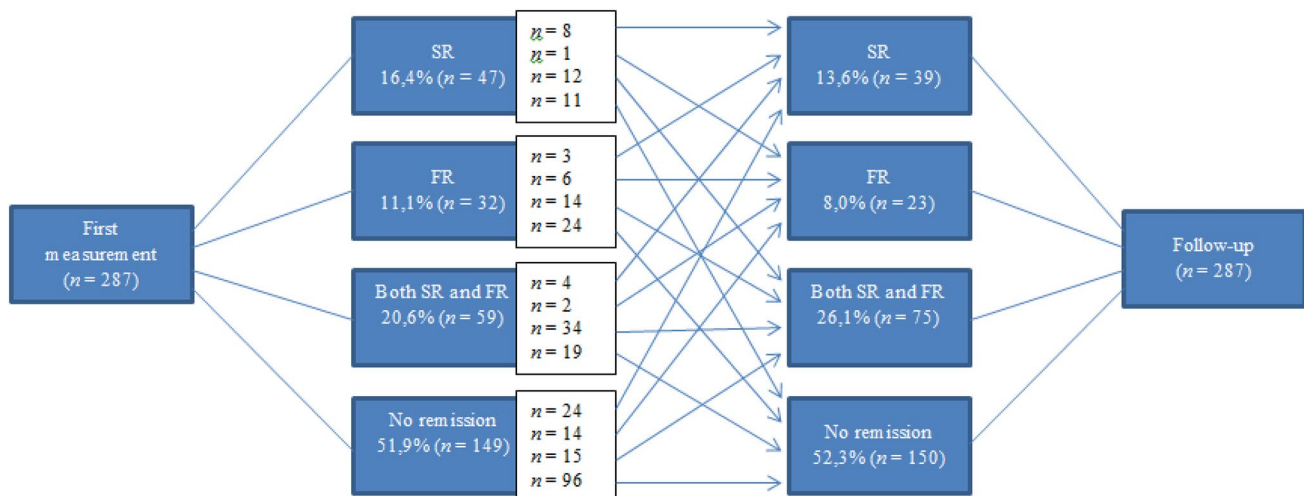 First
measurement
(n = 287)
SR
16,4% (n = 47)
n = 8
n = 1
n = 12
n = 11
FR
11,1% (n = 32)
n = 3
n = 6
n = 14
n = 24
Both SR and FR
20,6% (n = 59)
n = 4
n = 2
n = 34
n = 19
No remission
51,9% (n = 149)
n = 24
n = 14
n = 15
n = 96
SR
13,6% (n = 39)
FR
8,0% (n = 23)
Both SR and FR
26,1% (n = 75)
No remission
52,3% (n = 150)
Follow-up
(n = 287)